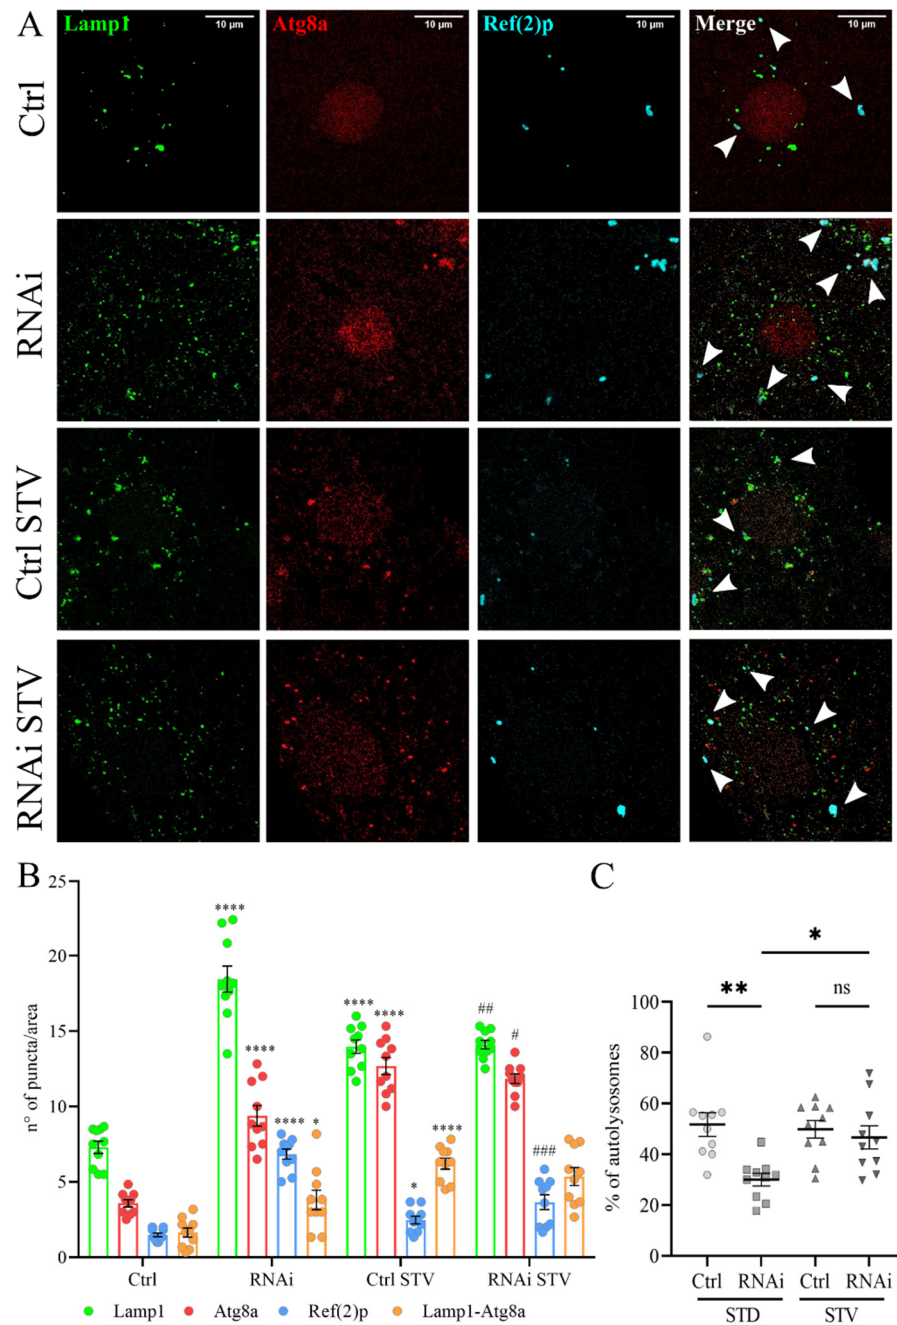 A
Lamp1
10 μm
Atg8a
10 μm
Ref(2)p
10 μm
Merge
10 μm
Ctrl
RNAi
Ctrl STV
RNAi STV
B
n° of puncta/area
25
20
15
10
5
0
****
****
****
*
****
****
*
****
##
#
###
Ctrl
RNAi
Ctrl STV
RNAi STV
Lamp1
Atg8a
Ref(2)p
Lamp1-Atg8a
C
% of autolysosomes
*
**
ns
100
80
60
40
20
0
Ctrl RNAi Ctrl RNAi
STD STV